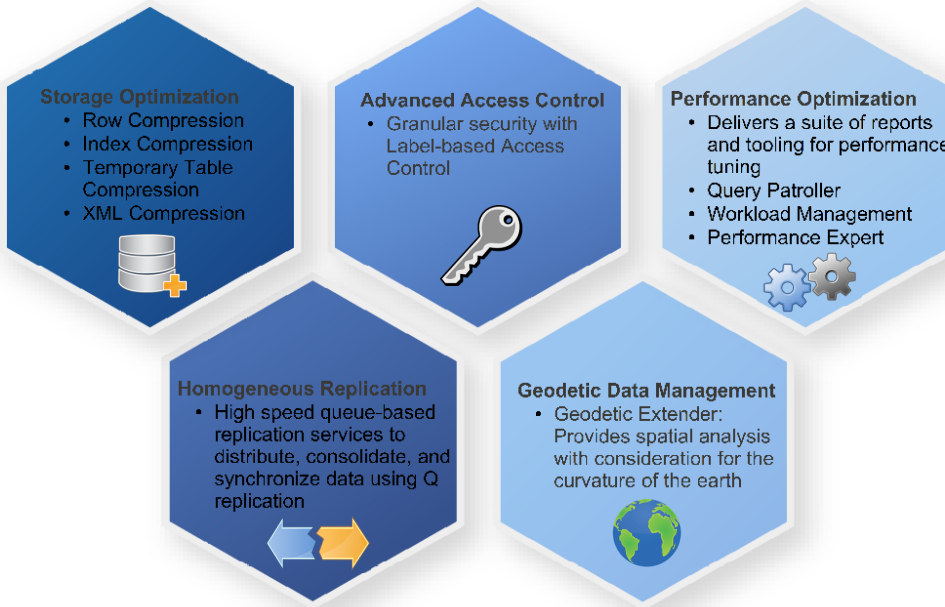 Storage Optimization
• Row Compression
• Index Compression
• Temporary Table
Compression
• XML Compression
Advanced Access Control
• Granular security with
Label-based Access
Control
Performance Optimization
• Delivers a suite of reports
and tooling for performance
tuning
• Query Patroller
• Workload Management
• Performance Expert
Homogeneous Replication
• High speed queue-based
replication services to
distribute, consolidate, and
synchronize data using Q
replication
Geodetic Data Management
• Geodetic Extender:
Provides spatial analysis
with consideration for the
curvature of the earth